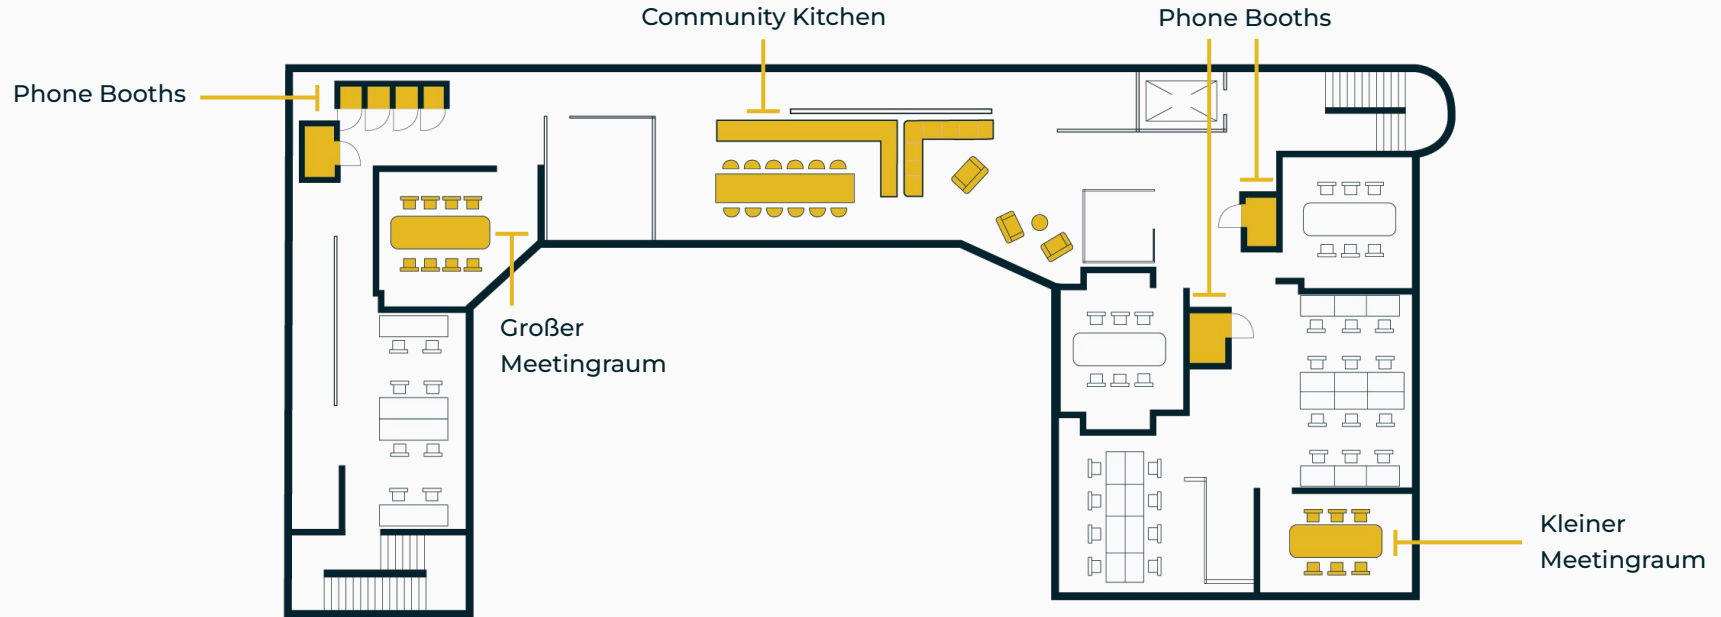 Community Kitchen
Phone Booths
Phone Booths
Großer
Meetingraum
Kleiner
Meetingraum